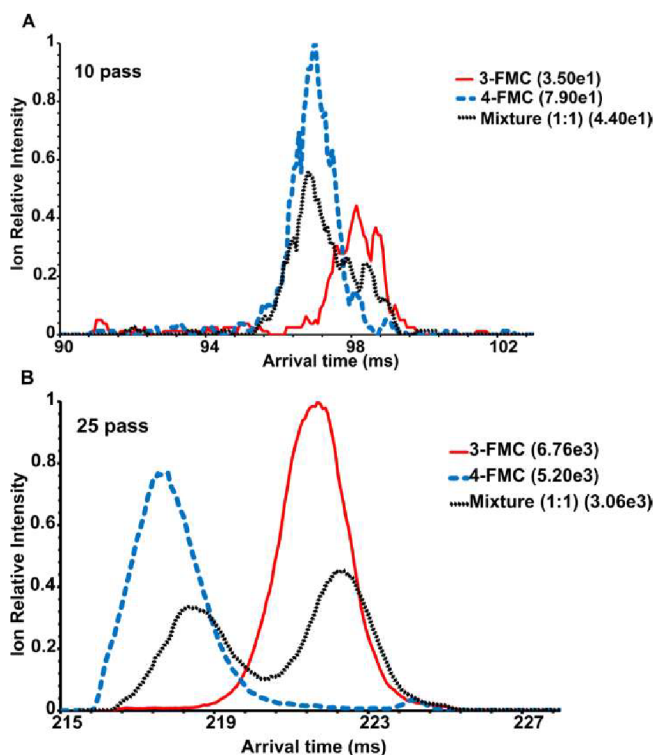 A
10 pass
3-FMC (3.50e1)
4-FMC (7.90e1)
Mixture (1:1) (4.40e1)
Ion Relative Intensity
1
0.8
0.6
0.4
0.2
0
90 94 98 102
Arrival time (ms)
B
25 pass
3-FMC (6.76e3)
4-FMC (5.20e3)
Mixture (1:1) (3.06e3)
Ion Relative Intensity
1
0.8
0.6
0.4
0.2
0
215 219 223 227
Arrival time (ms)